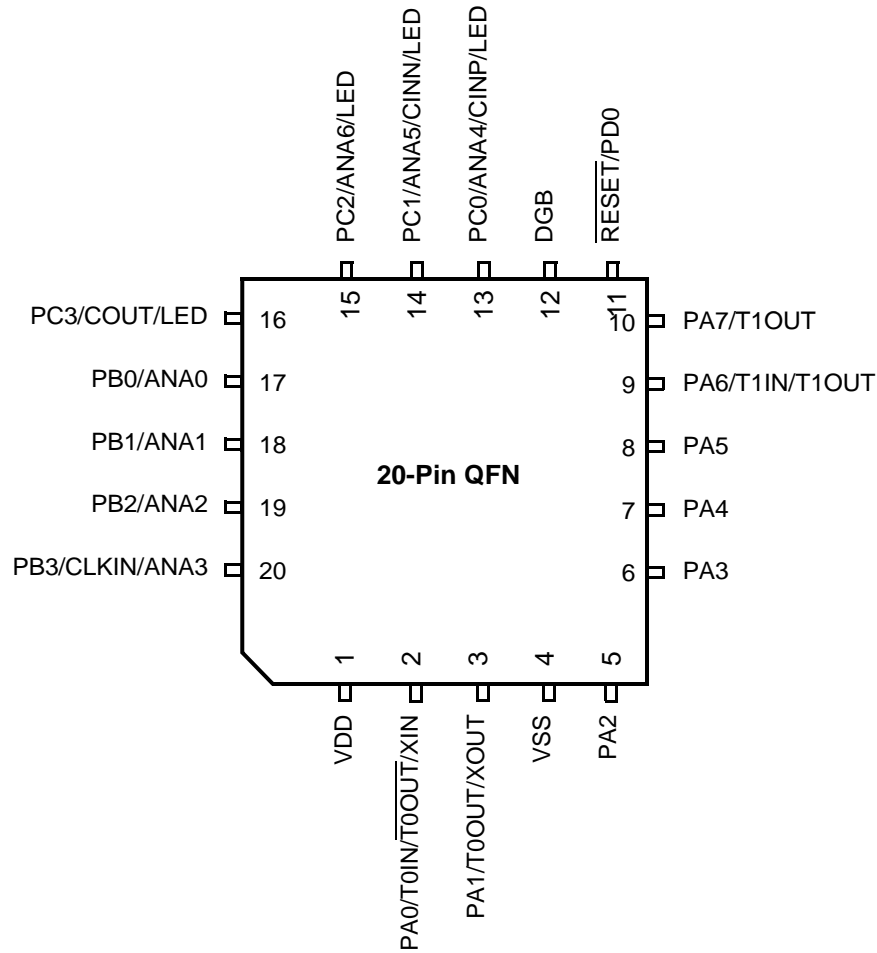 PC2/ANA6/LED
PC1/ANA5/CINN/LED
PC0/ANA4/CINP/LED
DGB
RESET/PD0
15
14
13
12
11
PC3/COUT/LED
16
10
PA7/T1OUT
PB0/ANA0
17
9
PA6/T1IN/T1OUT
PB1/ANA1
18
8
PA5
20-Pin QFN
PB2/ANA2
19
7
PA4
PB3/CLKIN/ANA3
20
6
PA3
1
2
3
4
5
VDD
PA0/T0IN/T0OUT/XIN
PA1/T0OUT/XOUT
VSS
PA2